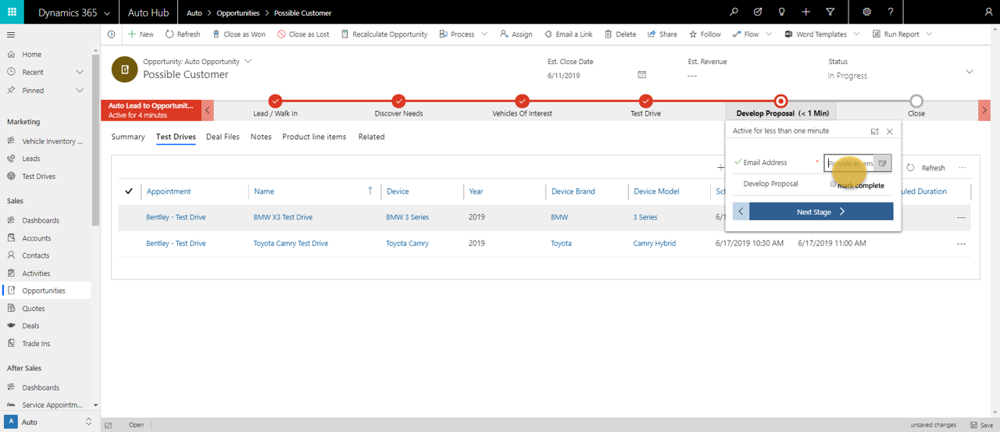 Dynamics 365
Auto Hub
Auto > Opportunities > Possible Customer
New
Refresh
Close as Won
Close as Lost
Recalculate Opportunity
Process
Assign
Email a Link
Delete
Share
Follow
Flow
Word Templates
Run Report
Home
Recent
Pinned
Marketing
Vehicle Inventory ...
Leads
Test Drives
Sales
Dashboards
Accounts
Contacts
Activities
Opportunities
Quotes
Deals
Trade Ins
After Sales
Dashboards
Service Appointm...
A Auto
Opportunity: Auto Opportunity
Possible Customer
Est. Close Date
6/11/2019
Est. Revenue
---
Status
In Progress
Auto Lead to Opportunit...
Active for 4 minutes
Lead / Walk In
Discover Needs
Vehicles Of Interest
Test Drive
Develop Proposal (< 1 Min)
Close
Summary
Test Drives
Deal Files
Notes
Product line items
Related
Active for less than one minute
Email Address *
Provide an ema
Develop Proposal
mark complete
Next Stage
Refresh
...
Appointment Name Device Year Device Brand Device Model
Bentley - Test Drive BMW X3 Test Drive BMW 3 Series 2019 BMW 3 Series ---
Bentley - Test Drive Toyota Camry Test Drive Toyota Camry 2019 Toyota Camry Hybrid 6/17/2019 10:30 AM 6/17/2019 11:00 AM ---
Open
unsaved changes
Save